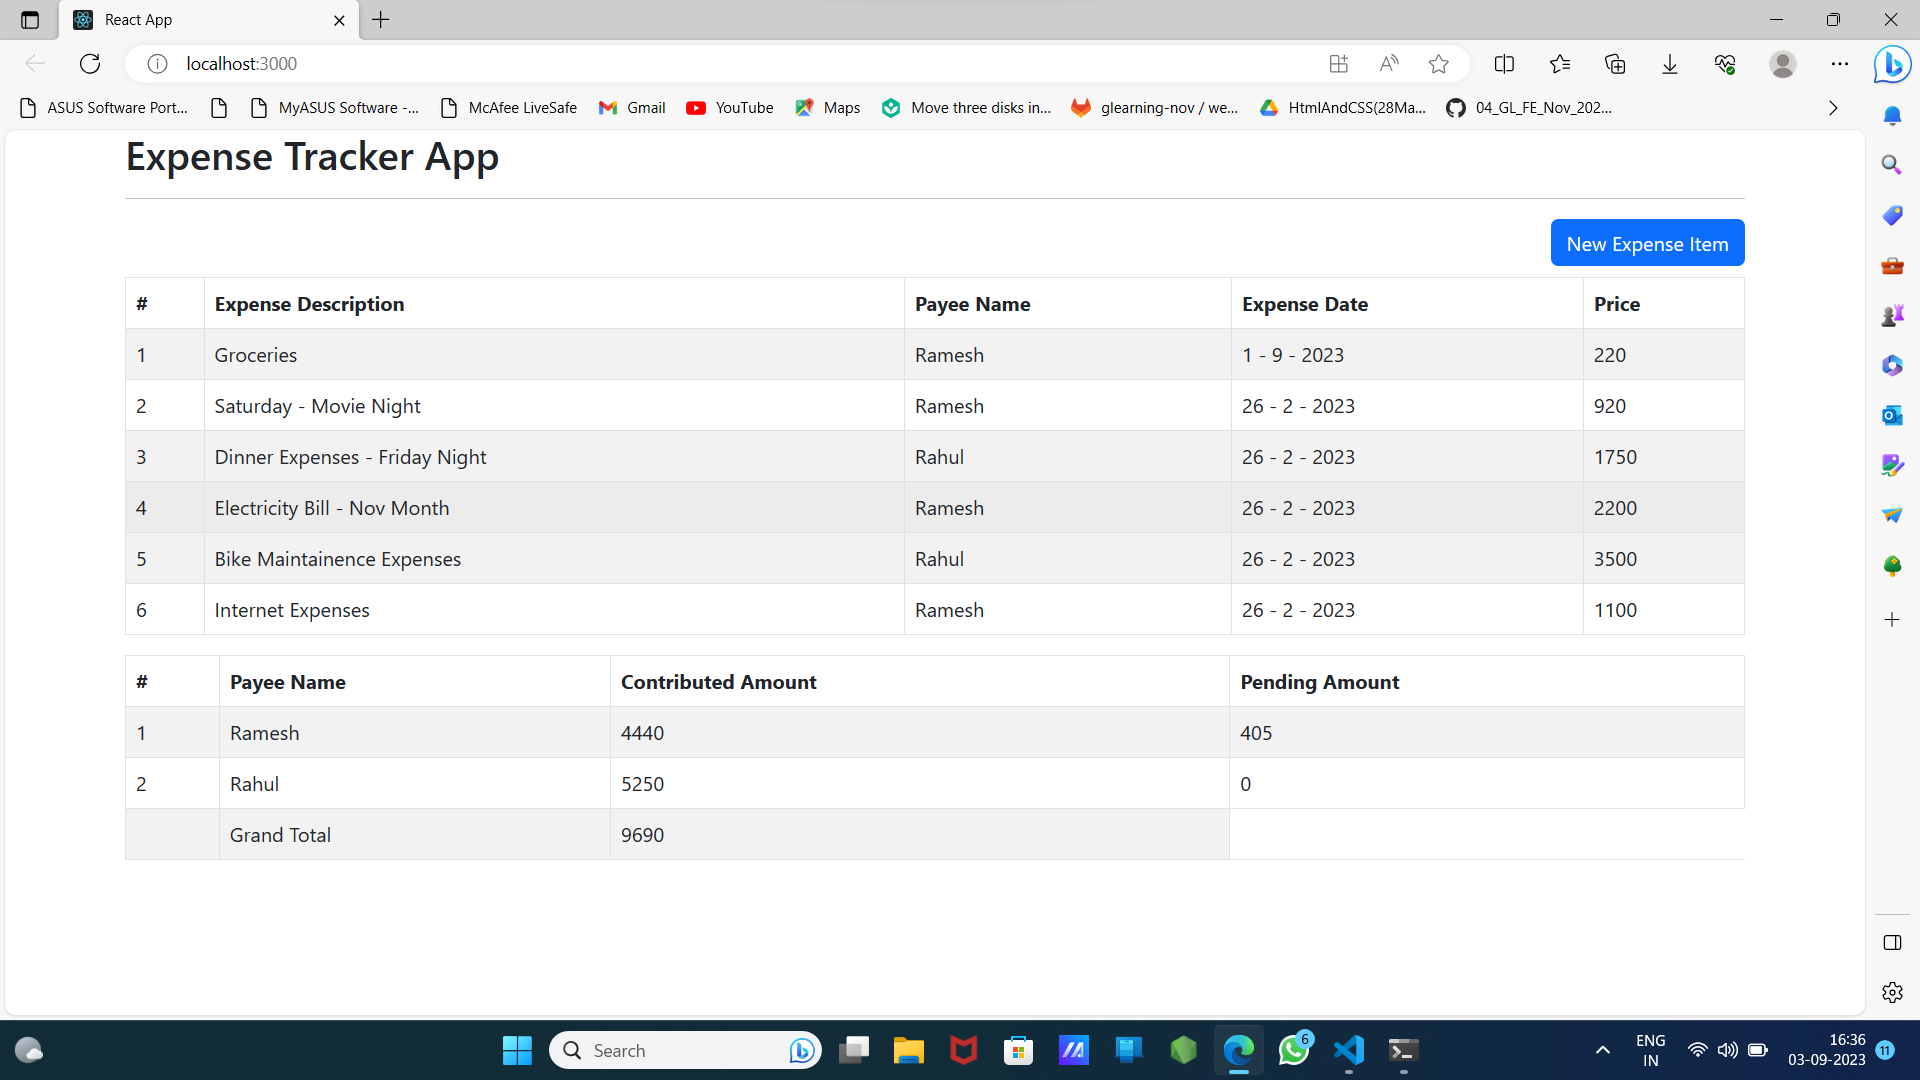 React App
localhost:3000
ASUS Software Port... MyASUS Software -... McAfee LiveSafe Gmail YouTube Maps Move three disks in... glearning-nov / we... HtmlAndCSS(28Ma... 04_GL_FE_Nov_202...
Expense Tracker App
New Expense Item
# Expense Description Payee Name Expense Date Price
1 Groceries Ramesh 1 - 9 - 2023 220
2 Saturday - Movie Night Ramesh 26 - 2 - 2023 920
3 Dinner Expenses - Friday Night Rahul 26 - 2 - 2023 1750
4 Electricity Bill - Nov Month Ramesh 26 - 2 - 2023 2200
5 Bike Maintainence Expenses Rahul 26 - 2 - 2023 3500
6 Internet Expenses Ramesh 26 - 2 - 2023 1100
# Payee Name Contributed Amount Pending Amount
1 Ramesh 4440 405
2 Rahul 5250 0
Grand Total 9690
Search
6
ENG
IN
16:36
03-09-2023
11